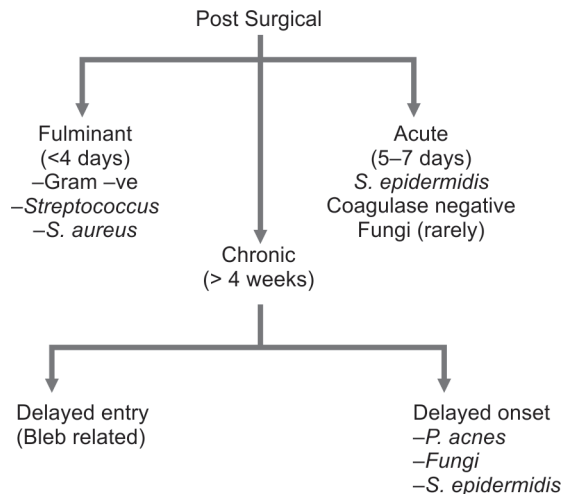 Post Surgical
Fulminant
(<4 days)
–Gram –ve
–Streptococcus
–S. aureus
Acute
(5–7 days)
S. epidermidis
Coagulase negative
Fungi (rarely)
Chronic
(> 4 weeks)
Delayed entry
(Bleb related)
Delayed onset
–P. acnes
–Fungi
–S. epidermidis